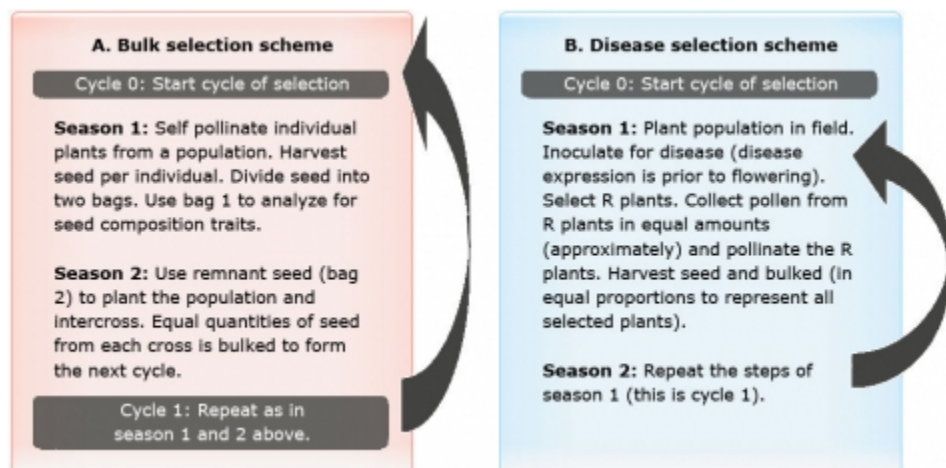 A. Bulk selection scheme
Cycle 0: Start cycle of selection
Season 1: Self pollinate individual
plants from a population. Harvest
seed per individual. Divide seed into
two bags. Use bag 1 to analyze for
seed composition traits.
Season 2: Use remnant seed (bag
2) to plant the population and
intercross. Equal quantities of seed
from each cross is bulked to form
the next cycle.
Cycle 1: Repeat as in
season 1 and 2 above.
B. Disease selection scheme
Cycle 0: Start cycle of selection
Season 1: Plant population in field.
Inoculate for disease (disease
expression is prior to flowering).
Select R plants. Collect pollen from
R plants in equal amounts
(approximately) and pollinate the R
plants. Harvest seed and bulked (in
equal proportions to represent all
selected plants).
Season 2: Repeat the steps of
season 1 (this is cycle 1).